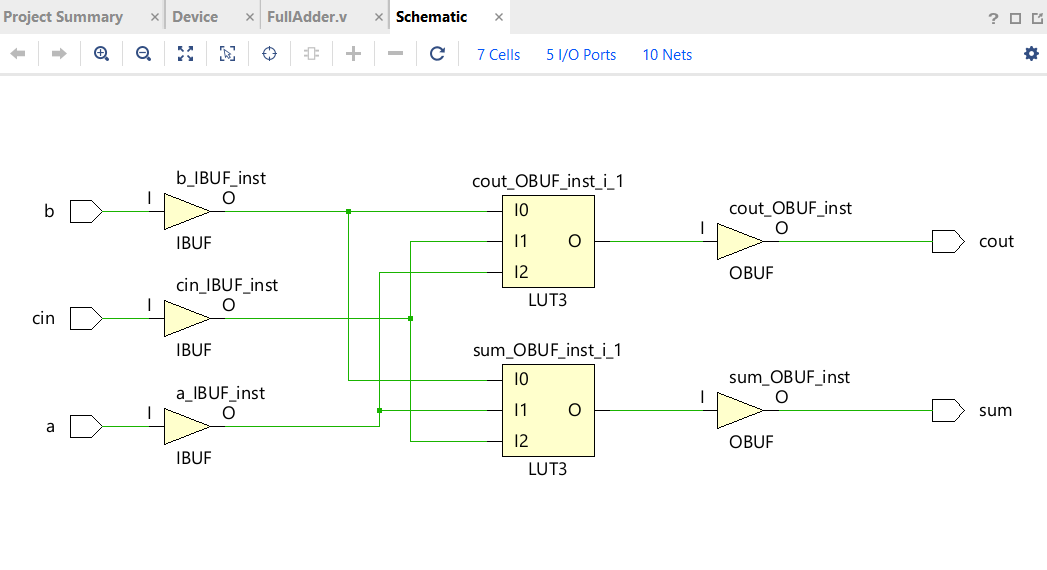 Project Summary × Device × FullAdder.v × Schematic × ?
7 Cells 5 I/O Ports 10 Nets
b_IBUF_inst
b I O
IBUF
cin_IBUF_inst
cin I O
IBUF
a_IBUF_inst
a I O
IBUF
cout_OBUF_inst_i_1
I0
I1 O
I2
LUT3
sum_OBUF_inst_i_1
I0
I1 O
I2
LUT3
cout_OBUF_inst
I O
OBUF
cout
sum_OBUF_inst
I O
OBUF
sum